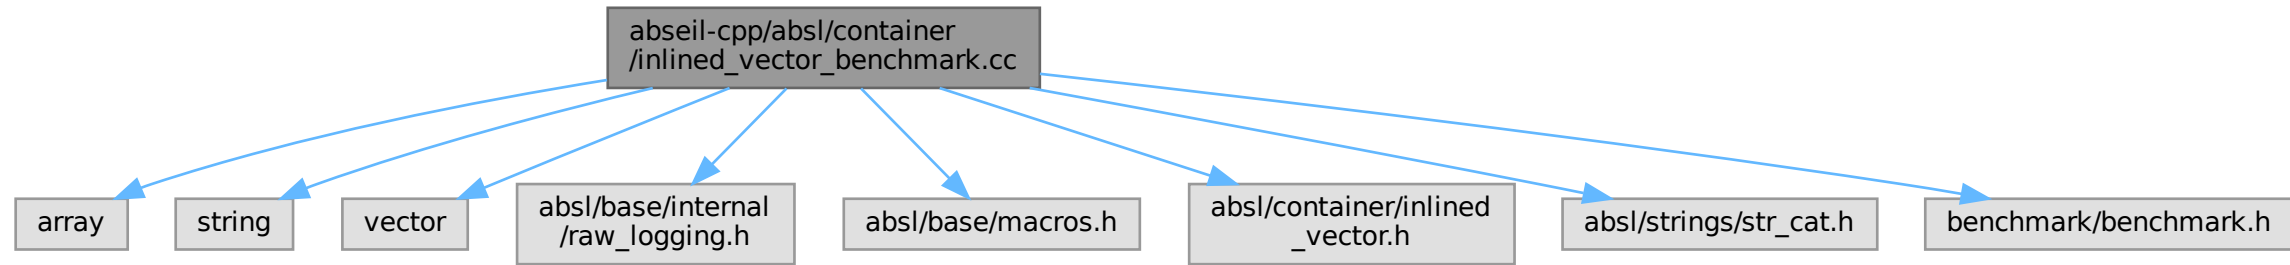 abseil-cpp/absl/container
/inlined_vector_benchmark.cc
array
string
vector
absl/base/internal
/raw_logging.h
absl/base/macros.h
absl/container/inlined
_vector.h
absl/strings/str_cat.h
benchmark/benchmark.h